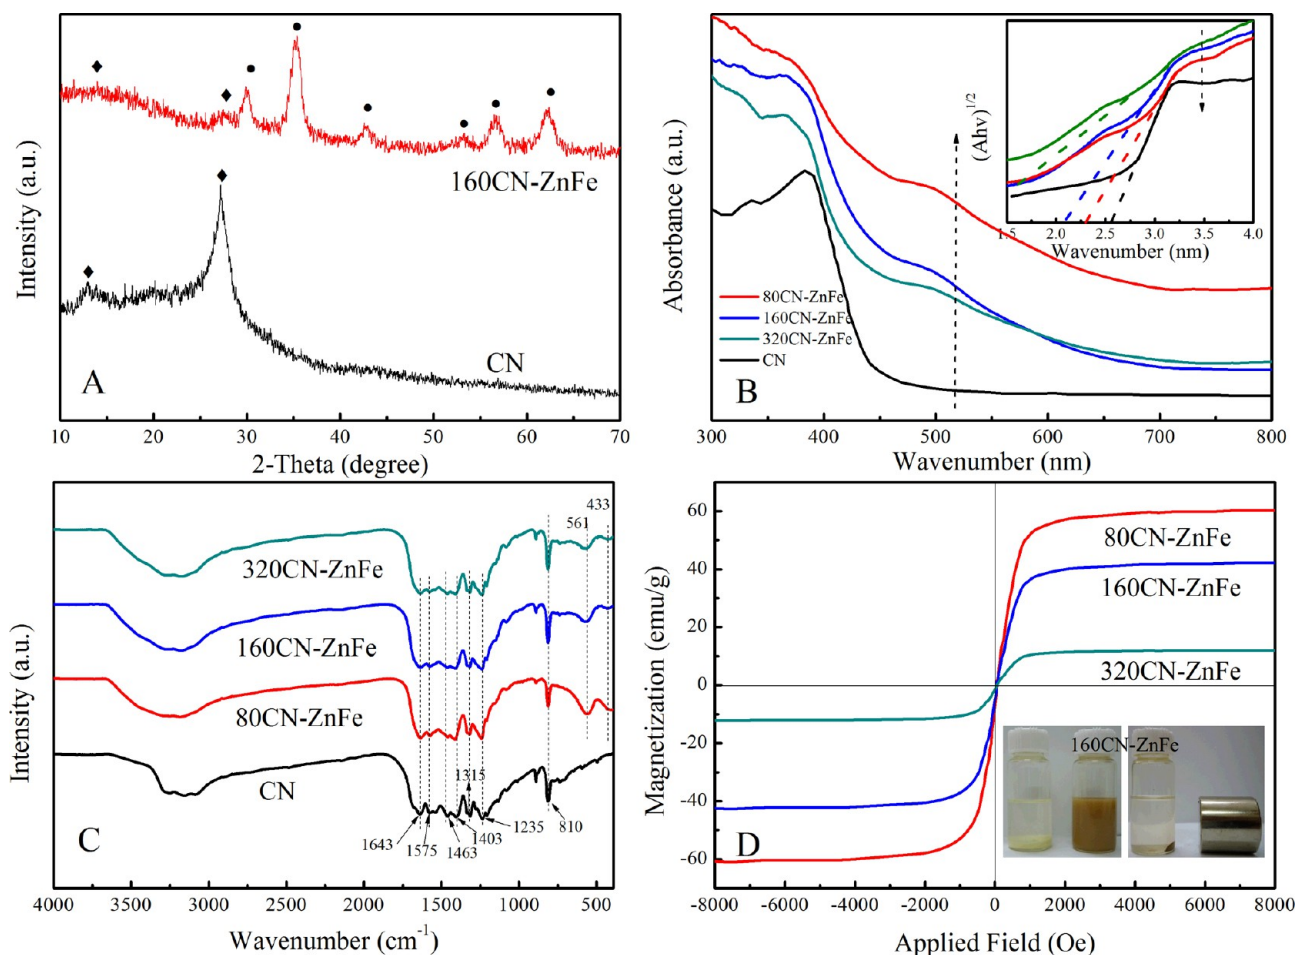 Intensity (a.u.)
160CN-ZnFe
CN
A
10 20 30 40 50 60 70
2-Theta (degree)
Absorbance (a.u.)
80CN-ZnFe
160CN-ZnFe
320CN-ZnFe
CN
B
300 400 500 600 700 800
Wavenumber (nm)
(Ahv)1/2
1.5 2.0 2.5 3.0 3.5 4.0
Wavenumber (nm)
Intensity (a.u.)
433
561
320CN-ZnFe
160CN-ZnFe
80CN-ZnFe
CN
1315
1643
1575
1463
1403
1235
810
C
4000 3500 3000 2500 2000 1500 1000 500
Wavenumber (cm-1)
Magnetization (emu/g)
60
40
20
0
-20
-40
-60
80CN-ZnFe
160CN-ZnFe
320CN-ZnFe
160CN-ZnFe
D
-8000 -6000 -4000 -2000 0 2000 4000 6000 8000
Applied Field (Oe)